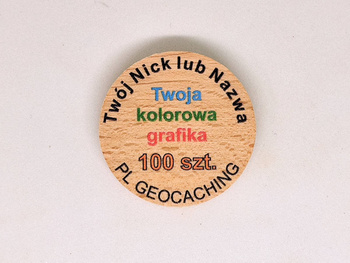 Twój Nick lub Nazwa
Twoja
kolorowa
grafika
100 szt.
PL GEOCACHING